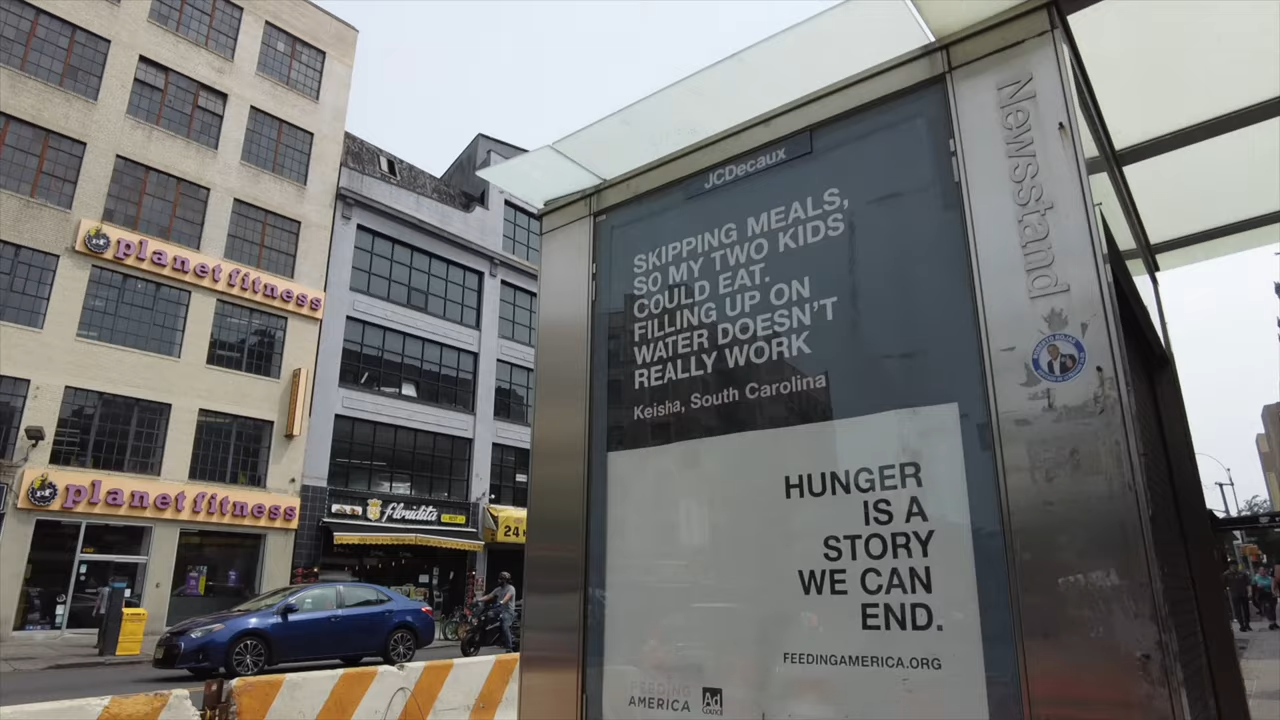 planet fitness
planet fitness
floridita
24
JCDecaux
SKIPPING MEALS,
SO MY TWO KIDS
COULD EAT.
FILLING UP ON
WATER DOESN'T
REALLY WORK
Keisha, South Carolina
HUNGER
IS A
STORY
WE CAN
END.
FEEDINGAMERICA.ORG
FEEDING
AMERICA
Ad
COUNCIL
Newsstand